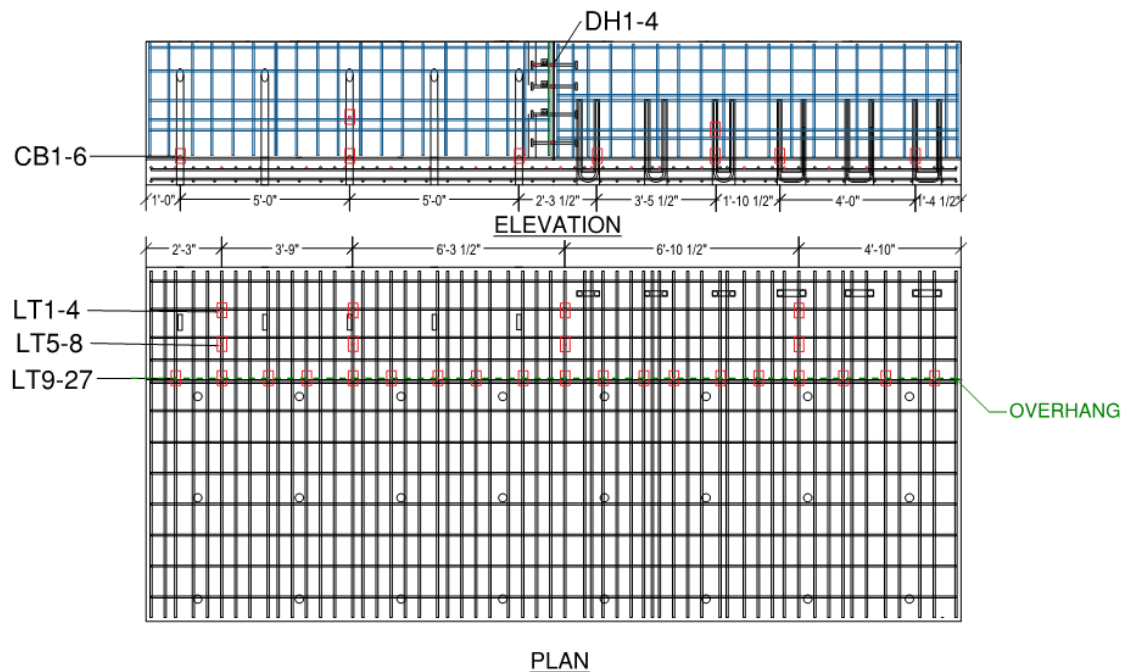 DH1-4
CB1-6
1'-0" 5'-0" 5'-0" 2'-3 1/2" 3'-5 1/2" 1'-10 1/2" 4'-0" 1'-4 1/2"
ELEVATION
2'-3" 3'-9" 6'-3 1/2" 6'-10 1/2" 4'-10"
LT1-4
LT5-8
LT9-27
OVERHANG
PLAN